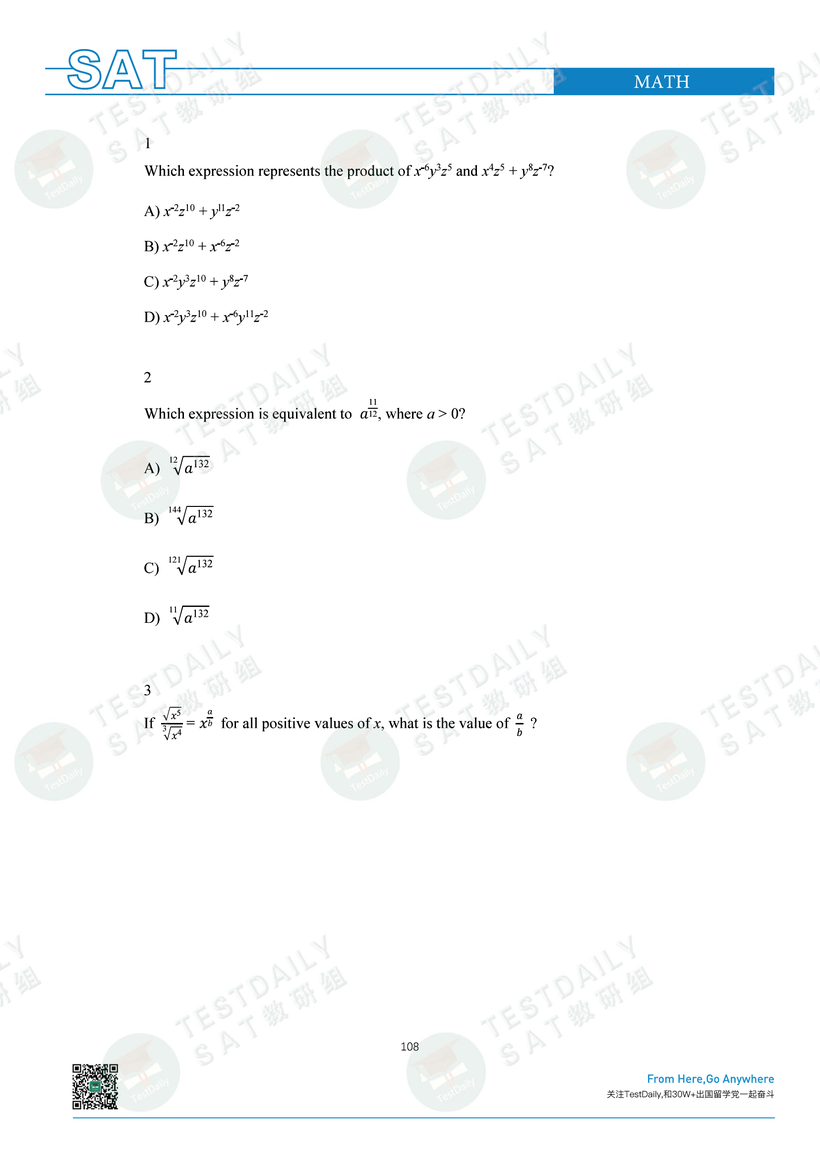 SAT
MATH
1
Which expression represents the product of x⁻⁶y³z⁵ and x⁴z⁵ + y⁸z⁻⁷?
A) x⁻²z¹⁰ + y¹¹z⁻²
B) x⁻²z¹⁰ + x⁻⁶z⁻²
C) x⁻²y³z¹⁰ + y⁸z⁻⁷
D) x⁻²y³z¹⁰ + x⁻⁶y¹¹z⁻²
2
Which expression is equivalent to a^(11/12), where a > 0?
A) ¹²√a¹³²
B) ¹⁴⁴√a¹³²
C) ¹²¹√a¹³²
D) ¹¹√a¹³²
3
If √x⁵ / ³√x⁴ = x^(a/b) for all positive values of x, what is the value of a/b ?
108
From Here,Go Anywhere
关注TestDaily,和30W+出国留学党一起奋斗
TESTDAILY
SAT教研组
TestDaily